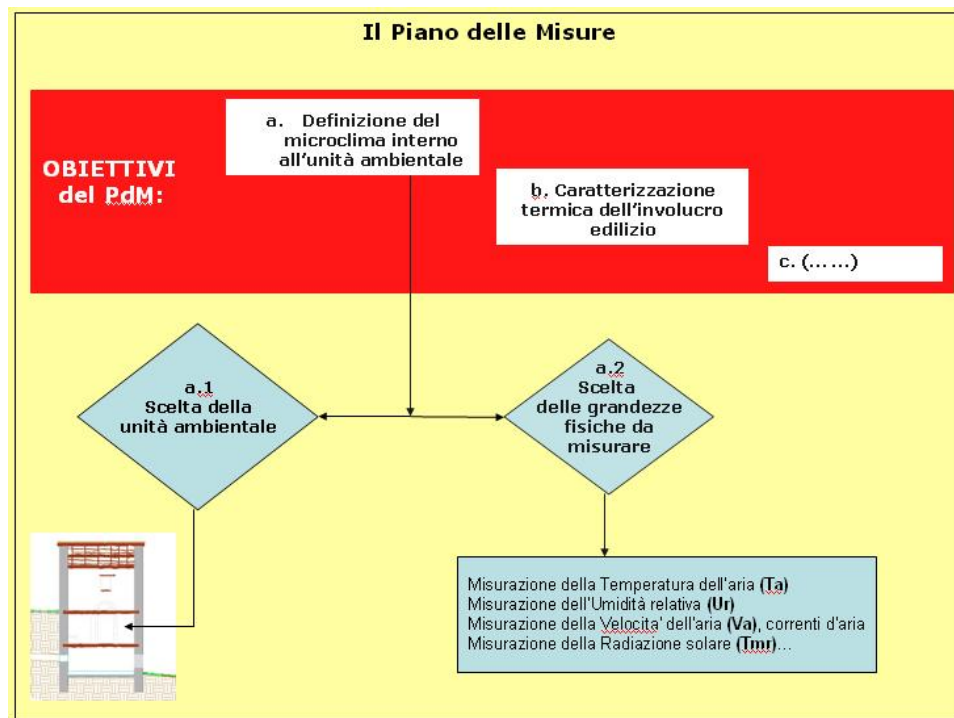 Il Piano delle Misure
OBIETTIVI
del PdM:
a. Definizione del
microclima interno
all'unità ambientale
b. Caratterizzazione
termica dell'involucro
edilizio
c. (......)
a.1
Scelta della
unità ambientale
a.2
Scelta
delle grandezze
fisiche da
misurare
Misurazione della Temperatura dell'aria (Ta)
Misurazione dell'Umidità relativa (Ur)
Misurazione della Velocita' dell'aria (Va), correnti d'aria
Misurazione della Radiazione solare (Tmr)...